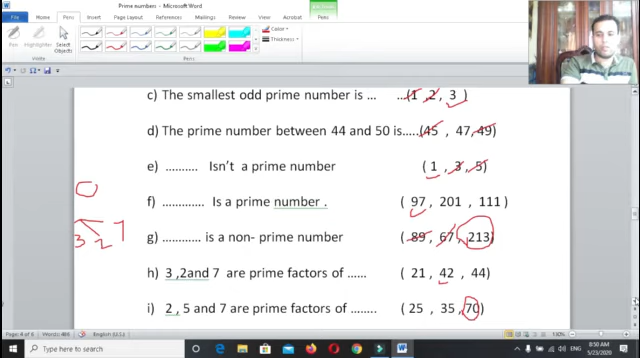 Prime numbers - Microsoft Word
File Home Pens Insert Page Layout References Mailings Review View Acrobat Pens
Pen Highlighter Select Objects
Color
Thickness
Write Pens
c) The smallest odd prime number is ... ...(1 , 2 , 3 )
d) The prime number between 44 and 50 is.....(45 , 47, 49)
e) .......... Isn't a prime number ( 1 , 3 , 5 )
f) ............. Is a prime number . ( 97 , 201 , 111 )
g) ............ is a non- prime number ( 89 , 67 , 213)
3 2 7
h) 3 ,2and 7 are prime factors of ...... ( 21 , 42 , 44 )
i) 2 , 5 and 7 are prime factors of ........ ( 25 , 35 , 70 )
Page: 4 of 6 Words: 489 English (U.S.) 130%
Type here to search
ENG 8:50 AM
5/23/2020